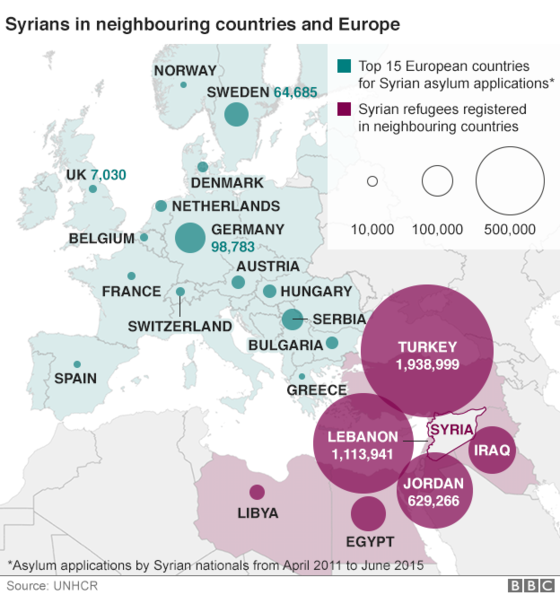 Syrians in neighbouring countries and Europe
Top 15 European countries
for Syrian asylum applications*
Syrian refugees registered
in neighbouring countries
10,000
100,000
500,000
NORWAY
SWEDEN 64,685
UK 7,030
DENMARK
NETHERLANDS
BELGIUM
GERMANY
98,783
AUSTRIA
FRANCE
HUNGARY
SWITZERLAND
SERBIA
BULGARIA
SPAIN
GREECE
TURKEY
1,938,999
LEBANON
1,113,941
SYRIA
IRAQ
JORDAN
629,266
LIBYA
EGYPT
*Asylum applications by Syrian nationals from April 2011 to June 2015
Source: UNHCR
BBC